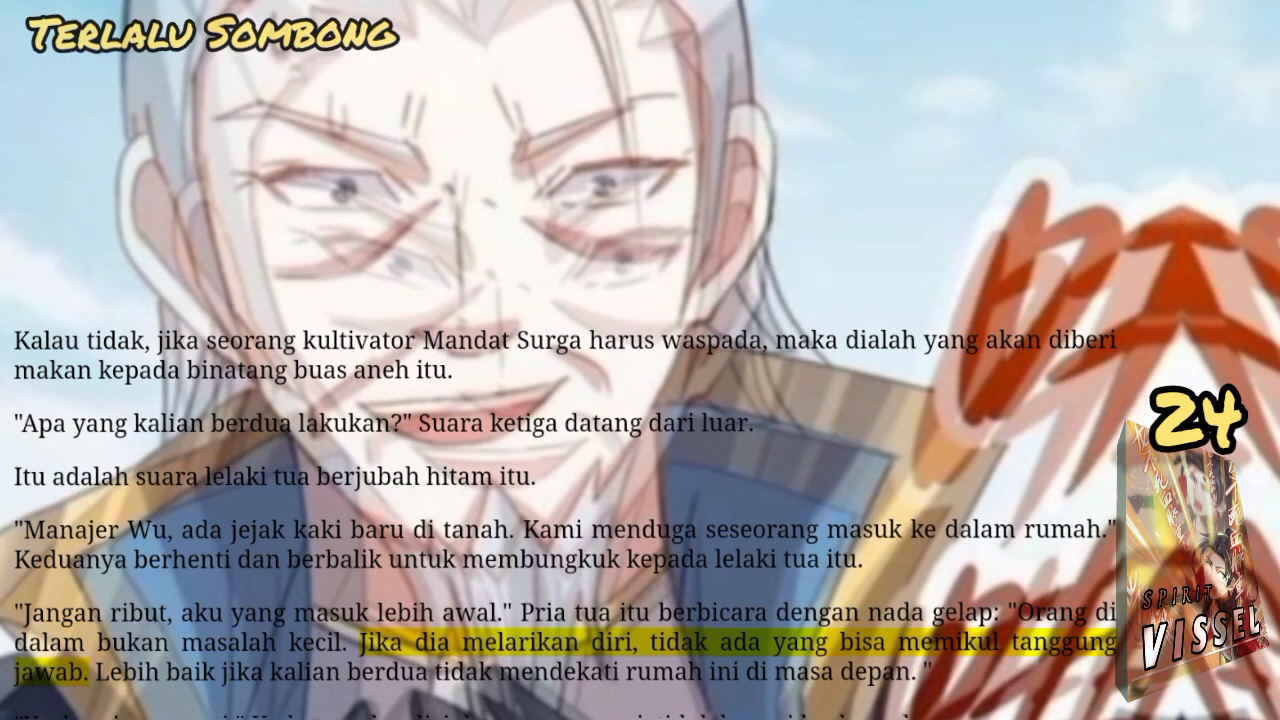 Terlalu Sombong
Kalau tidak, jika seorang kultivator Mandat Surga harus waspada, maka dialah yang akan diberi
makan kepada binatang buas aneh itu.
"Apa yang kalian berdua lakukan?" Suara ketiga datang dari luar.
Itu adalah suara lelaki tua berjubah hitam itu.
"Manajer Wu, ada jejak kaki baru di tanah. Kami menduga seseorang masuk ke dalam rumah."
Keduanya berhenti dan berbalik untuk membungkuk kepada lelaki tua itu.
"Jangan ribut, aku yang masuk lebih awal." Pria tua itu berbicara dengan nada gelap: "Orang di
dalam bukan masalah kecil. Jika dia melarikan diri, tidak ada yang bisa memikul tanggung
jawab. Lebih baik jika kalian berdua tidak mendekati rumah ini di masa depan. "
24
SPIRIT
VISSEL